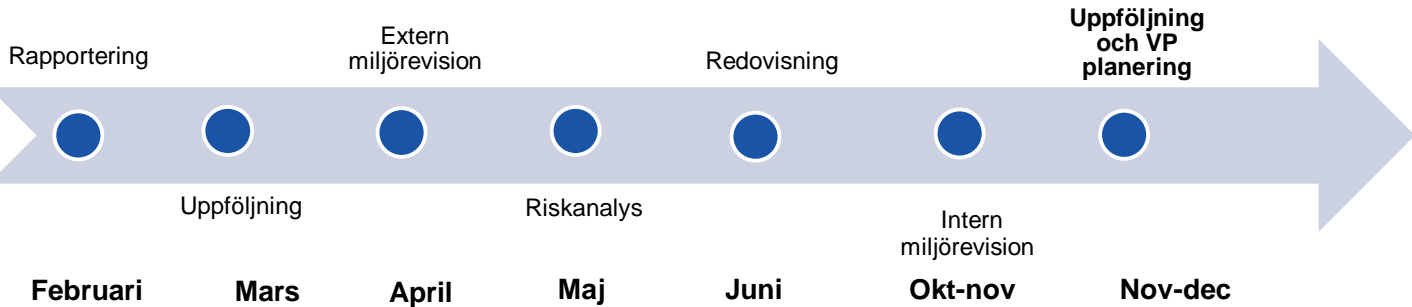 Rapportering
Extern
miljörevision
Redovisning
Uppföljning
och VP
planering
Uppföljning
Riskanalys
Intern
miljörevision
Februari
Mars
April
Maj
Juni
Okt-nov
Nov-dec